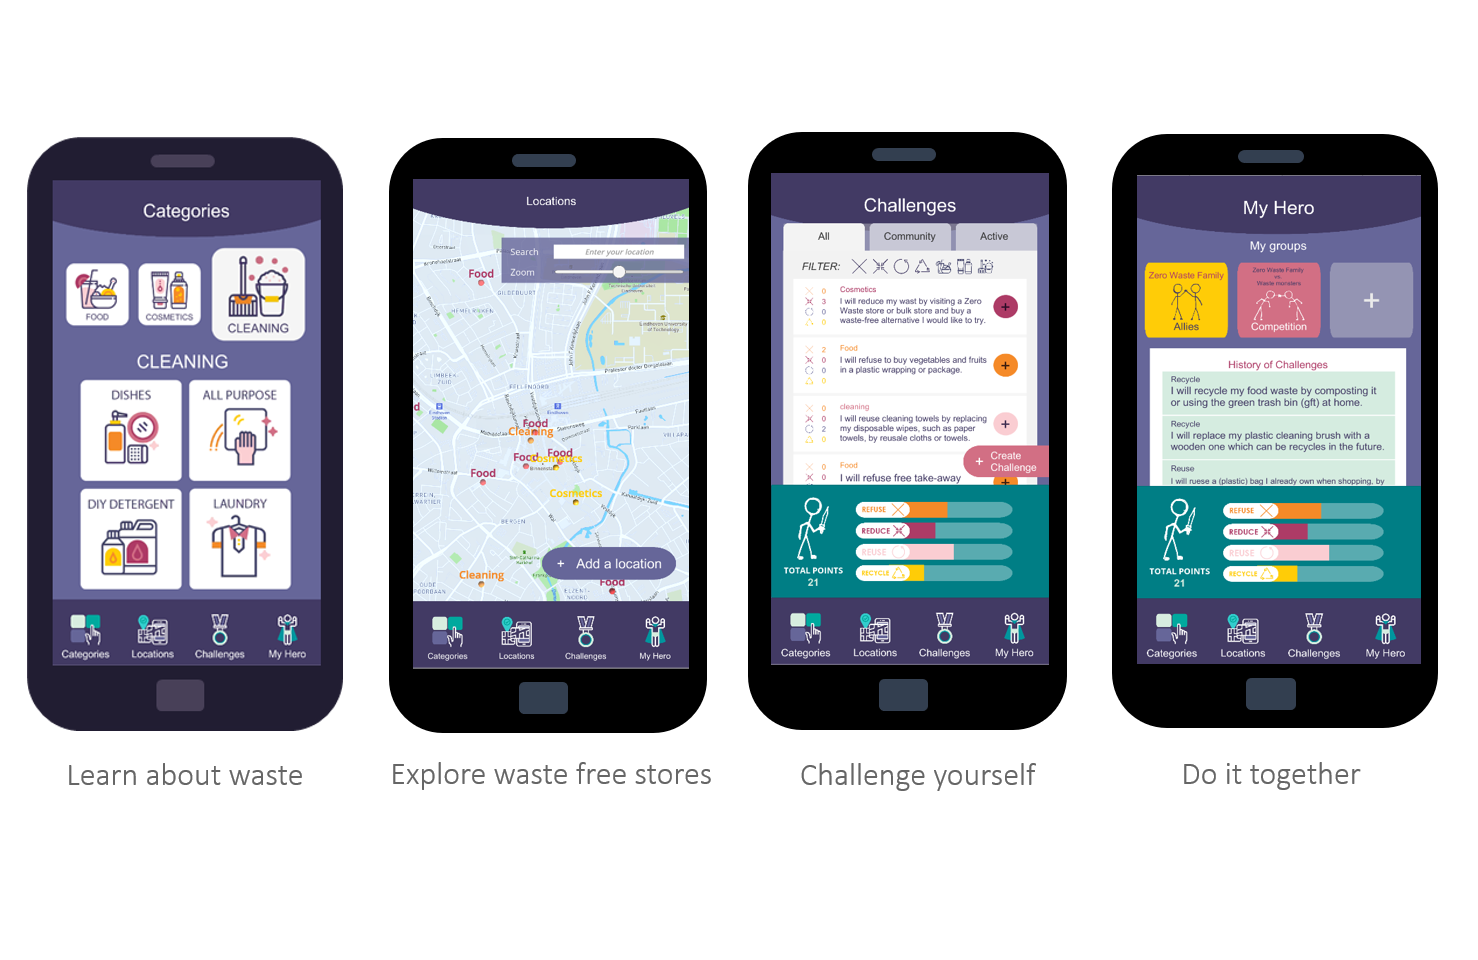 Categories
FOOD
COSMETICS
CLEANING
CLEANING
DISHES
ALL PURPOSE
DIY DETERGENT
LAUNDRY
Categories
Locations
Challenges
My Hero
Learn about waste
Locations
Search
Enter your location
Zoom
Food
GILDEBUURT
Eindhoven University
of Technology
FELLENOORD
Food
Cleaning
Food
Food
Cosmetics
Food
Cosmetics
BERGEN
Cleaning
+ Add a location
Food
Categories
Locations
Challenges
My Hero
Explore waste free stores
Challenges
All
Community
Active
FILTER:
0
3
0
0
Cosmetics
I will reduce my wast by visiting a Zero
Waste store or bulk store and buy a
waste-free alternative I would like to try.
+
2
0
0
0
Food
I will refuse to buy vegetables and fruits
in a plastic wrapping or package.
+
0
0
2
0
cleaning
I will reuse cleaning towels by replacing
my disposable wipes, such as paper
towels, by reusale cloths or towels.
+
0
0
Food
I will refuse free take-away
+
+ Create
Challenge
TOTAL POINTS
21
REFUSE
REDUCE
REUSE
RECYCLE
Categories
Locations
Challenges
My Hero
Challenge yourself
My Hero
My groups
Zero Waste Family
Allies
Zero Waste Family
vs.
Waste monsters
Competition
+
History of Challenges
Recycle
I will recycle my food waste by composting it
or using the green trash bin (gft) at home.
Recycle
I will replace my plastic cleaning brush with a
wooden one which can be recycles in the future.
Reuse
I will ruese a (plastic) bag I already own when shopping, by
TOTAL POINTS
21
REFUSE
REDUCE
REUSE
RECYCLE
Categories
Locations
Challenges
My Hero
Do it together